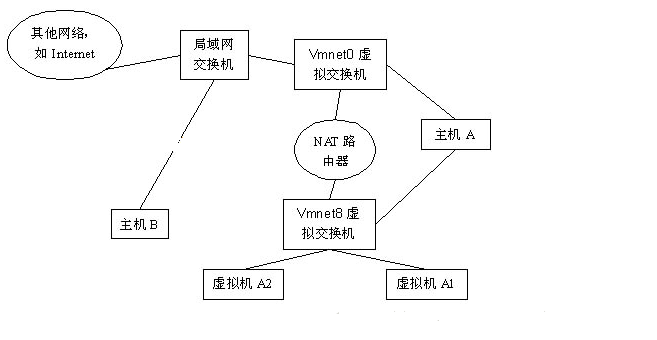 其他网络，
如 Internet
局域网
交换机
Vmnet0 虚
拟交换机
主机 A
NAT 路
由器
主机 B
Vmnet8 虚
拟交换机
虚拟机 A2
虚拟机 A1